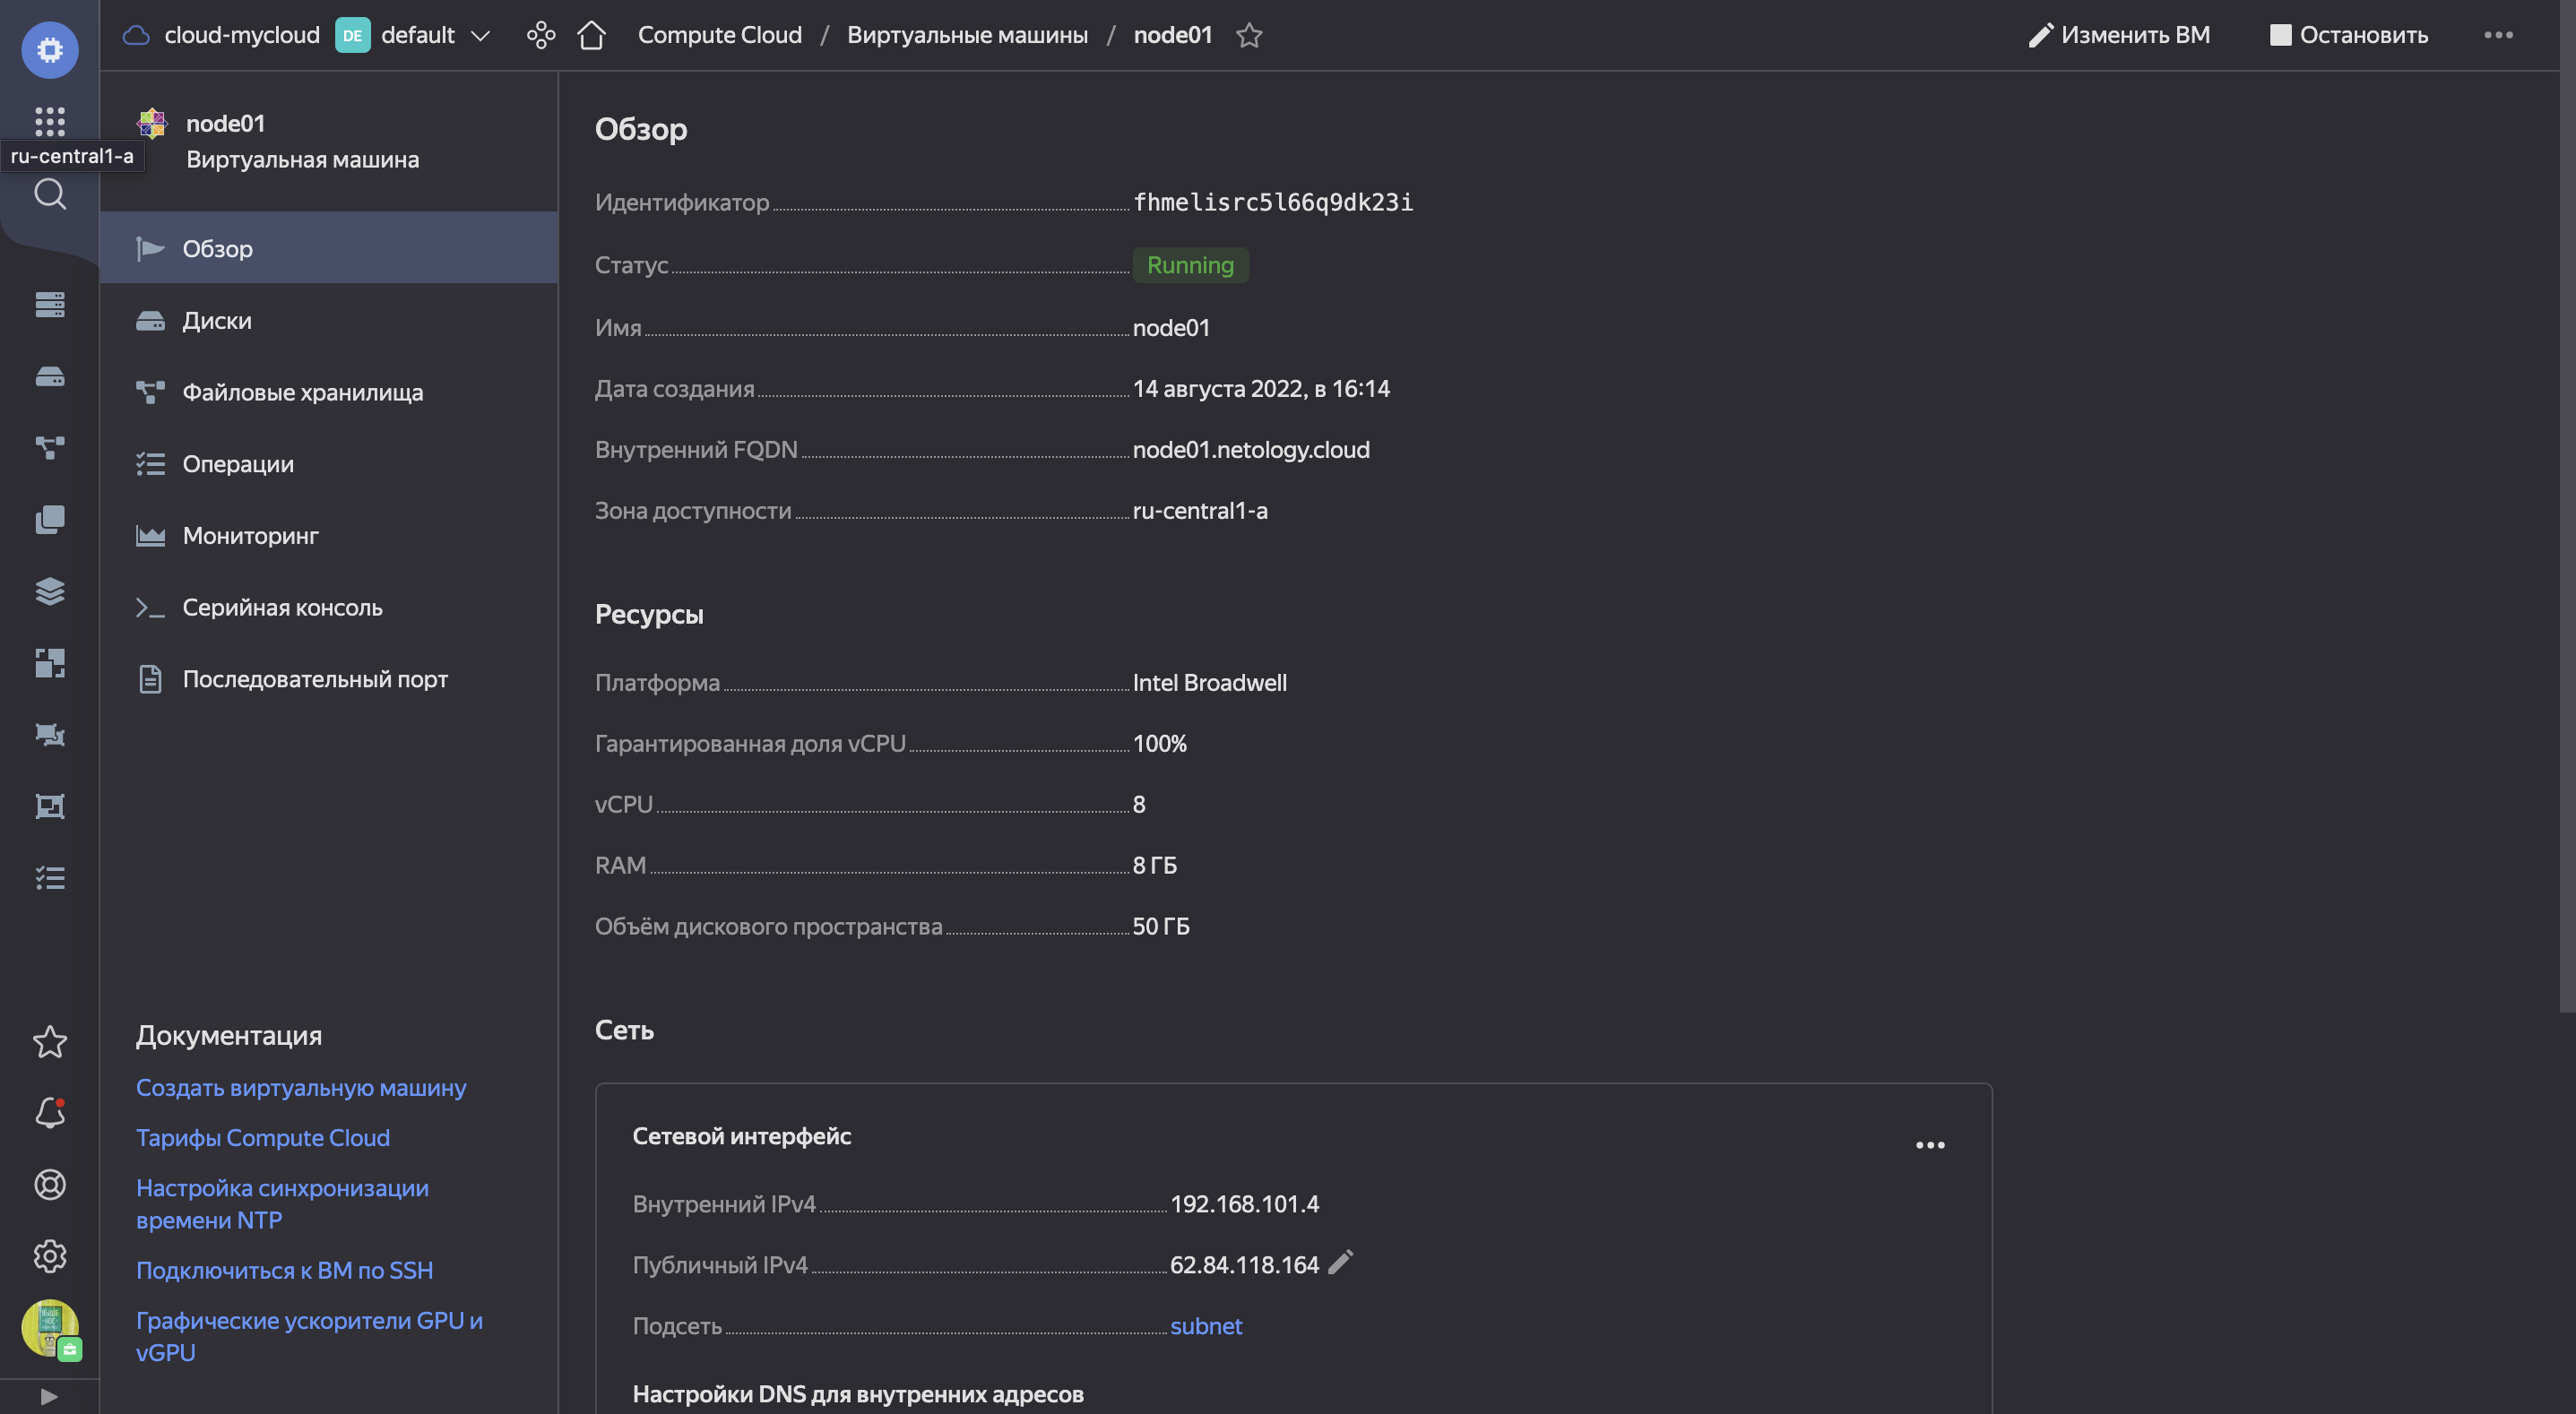 cloud-mycloud DE default Compute Cloud / Виртуальные машины / node01 Изменить ВМ Остановить
ru-central1-a
node01
Виртуальная машина
Обзор
Диски
Файловые хранилища
Операции
Мониторинг
Серийная консоль
Последовательный порт
Документация
Создать виртуальную машину
Тарифы Compute Cloud
Настройка синхронизации
времени NTP
Подключиться к ВМ по SSH
Графические ускорители GPU и
vGPU
Обзор
Идентификатор fhmelisrc5l66q9dk23i
Статус Running
Имя node01
Дата создания 14 августа 2022, в 16:14
Внутренний FQDN node01.netology.cloud
Зона доступности ru-central1-a
Ресурсы
Платформа Intel Broadwell
Гарантированная доля vCPU 100%
vCPU 8
RAM 8 ГБ
Объём дискового пространства 50 ГБ
Сеть
Сетевой интерфейс
Внутренний IPv4 192.168.101.4
Публичный IPv4 62.84.118.164
Подсеть subnet
Настройки DNS для внутренних адресов